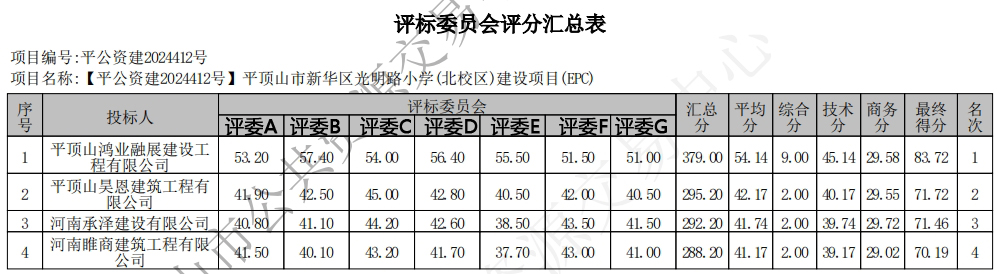 评标委员会评分汇总表
项目编号:平公资建2024412号
项目名称:【平公资建2024412号】平顶山市新华区光明路小学(北校区)建设项目(EPC)
序号 投标人 评标委员会 汇总分 平均分 综合分 技术分 商务分 最终得分 名次
评委A 评委B 评委C 评委D 评委E 评委F 评委G
1 平顶山鸿业融展建设工程有限公司 53.20 57.40 54.00 56.40 55.50 51.50 51.00 379.00 54.14 9.00 45.14 29.58 83.72 1
2 平顶山昊恩建筑工程有限公司 41.90 42.50 45.00 42.80 40.50 42.00 40.50 295.20 42.17 2.00 40.17 29.55 71.72 2
3 河南承泽建设有限公司 40.80 41.10 44.20 42.60 38.50 43.50 41.50 292.20 41.74 2.00 39.74 29.72 71.46 3
4 河南睢商建筑工程有限公司 41.50 40.10 43.20 41.70 37.70 43.00 41.00 288.20 41.17 2.00 39.17 29.02 70.19 4